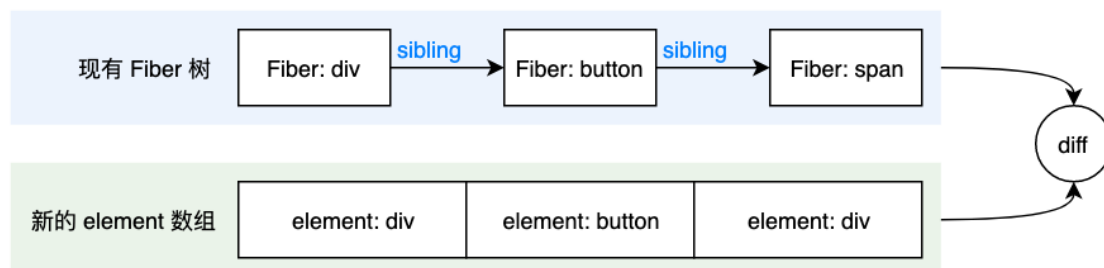 现有 Fiber 树
Fiber: div
sibling
Fiber: button
sibling
Fiber: span
diff
新的 element 数组
element: div
element: button
element: div